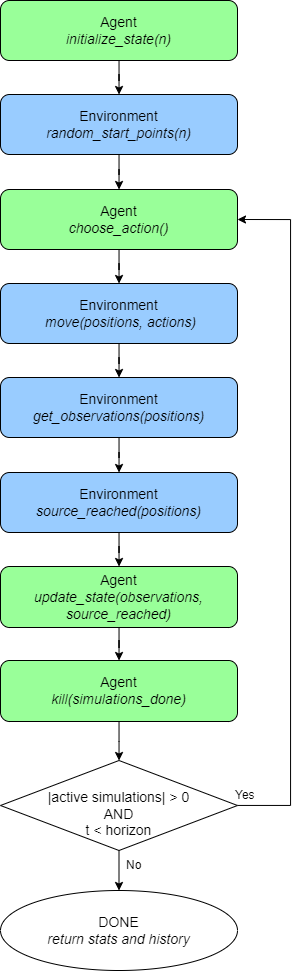 Agent
initialize_state(n)
Environment
random_start_points(n)
Agent
choose_action()
Environment
move(positions, actions)
Environment
get_observations(positions)
Environment
source_reached(positions)
Agent
update_state(observations,
source_reached)
Agent
kill(simulations_done)
|active simulations| > 0
AND
t < horizon
Yes
No
DONE
return stats and history